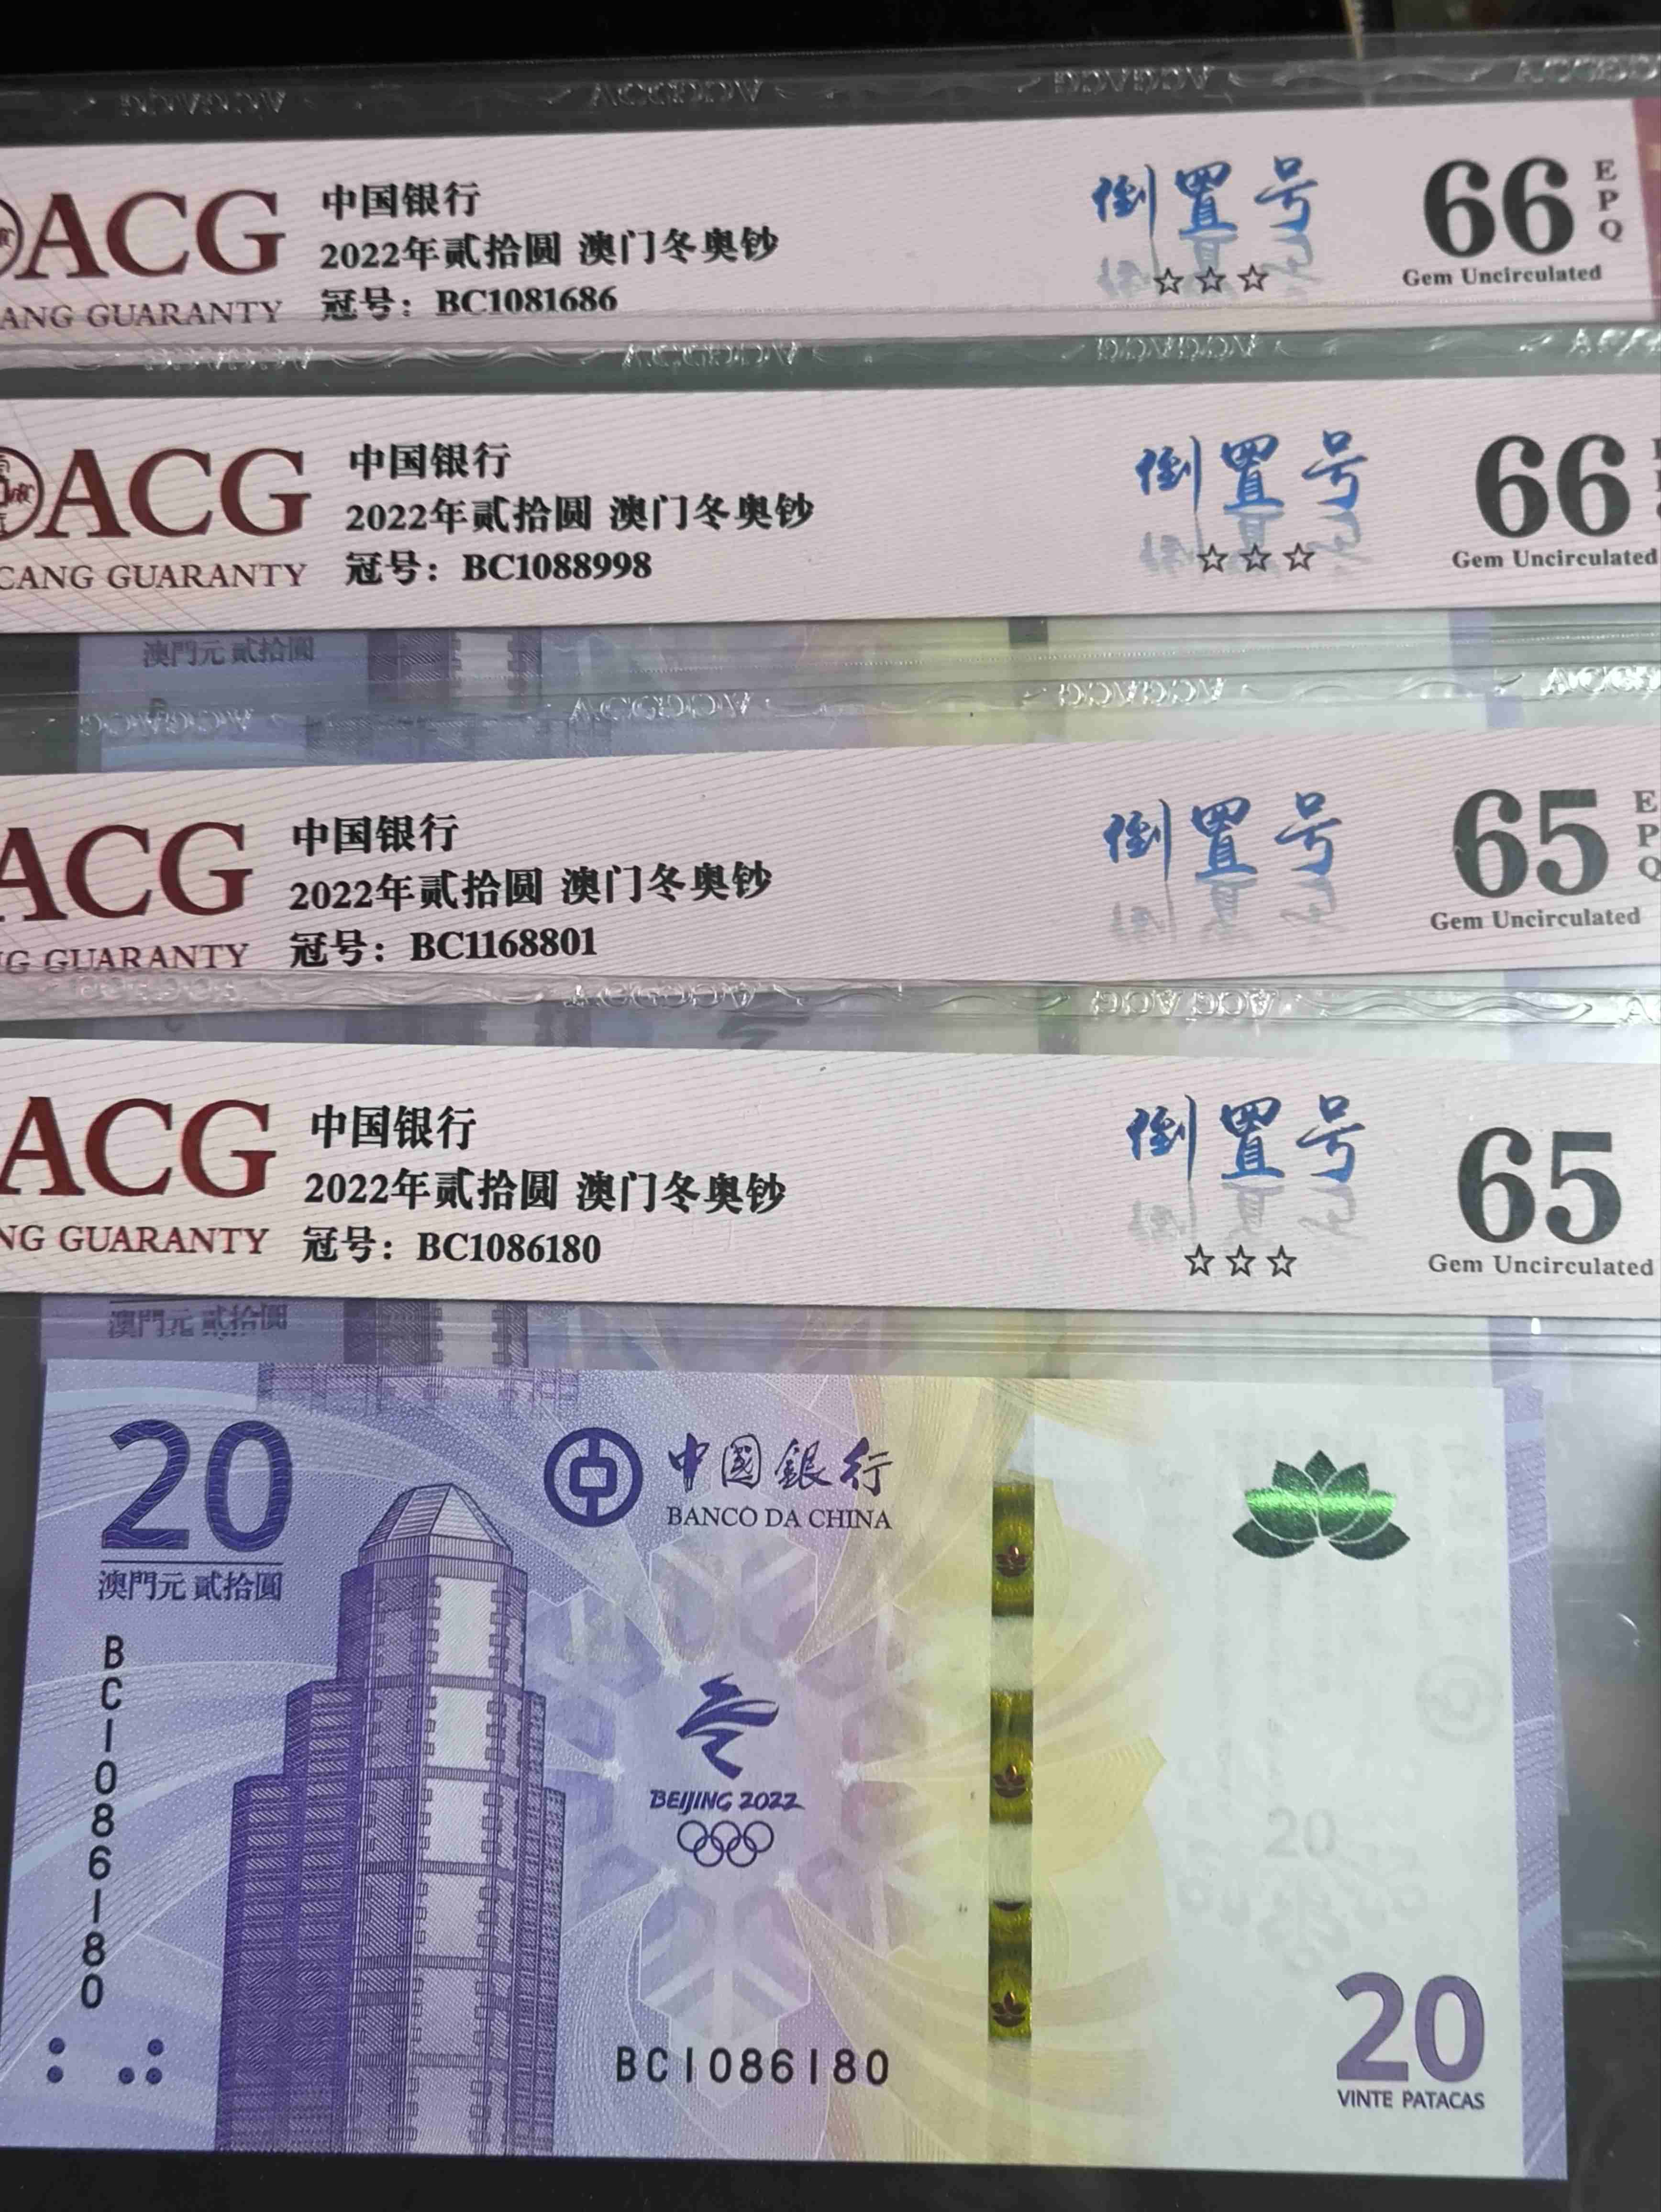 ACG
ANG GUARANTY
中国银行
2022年贰拾圆 澳门冬奥钞
冠号：BC1081686
倒置号
☆☆☆
66
EPQ
Gem Uncirculated
ACG
CANG GUARANTY
中国银行
2022年贰拾圆 澳门冬奥钞
冠号：BC1088998
倒置号
☆☆☆
66
Gem Uncirculated
澳門元 貳拾圓
ACG
G GUARANTY
中国银行
2022年贰拾圆 澳门冬奥钞
冠号：BC1168801
倒置号
65
EPQ
Gem Uncirculated
ACG
NG GUARANTY
中国银行
2022年贰拾圆 澳门冬奥钞
冠号：BC1086180
倒置号
☆☆☆
65
Gem Uncirculated
澳門元 貳拾圓
20
澳門元 貳拾圓
中國銀行
BANCO DA CHINA
BC1086180
BEIJING 2022
20
BC1086180
20
VINTE PATACAS